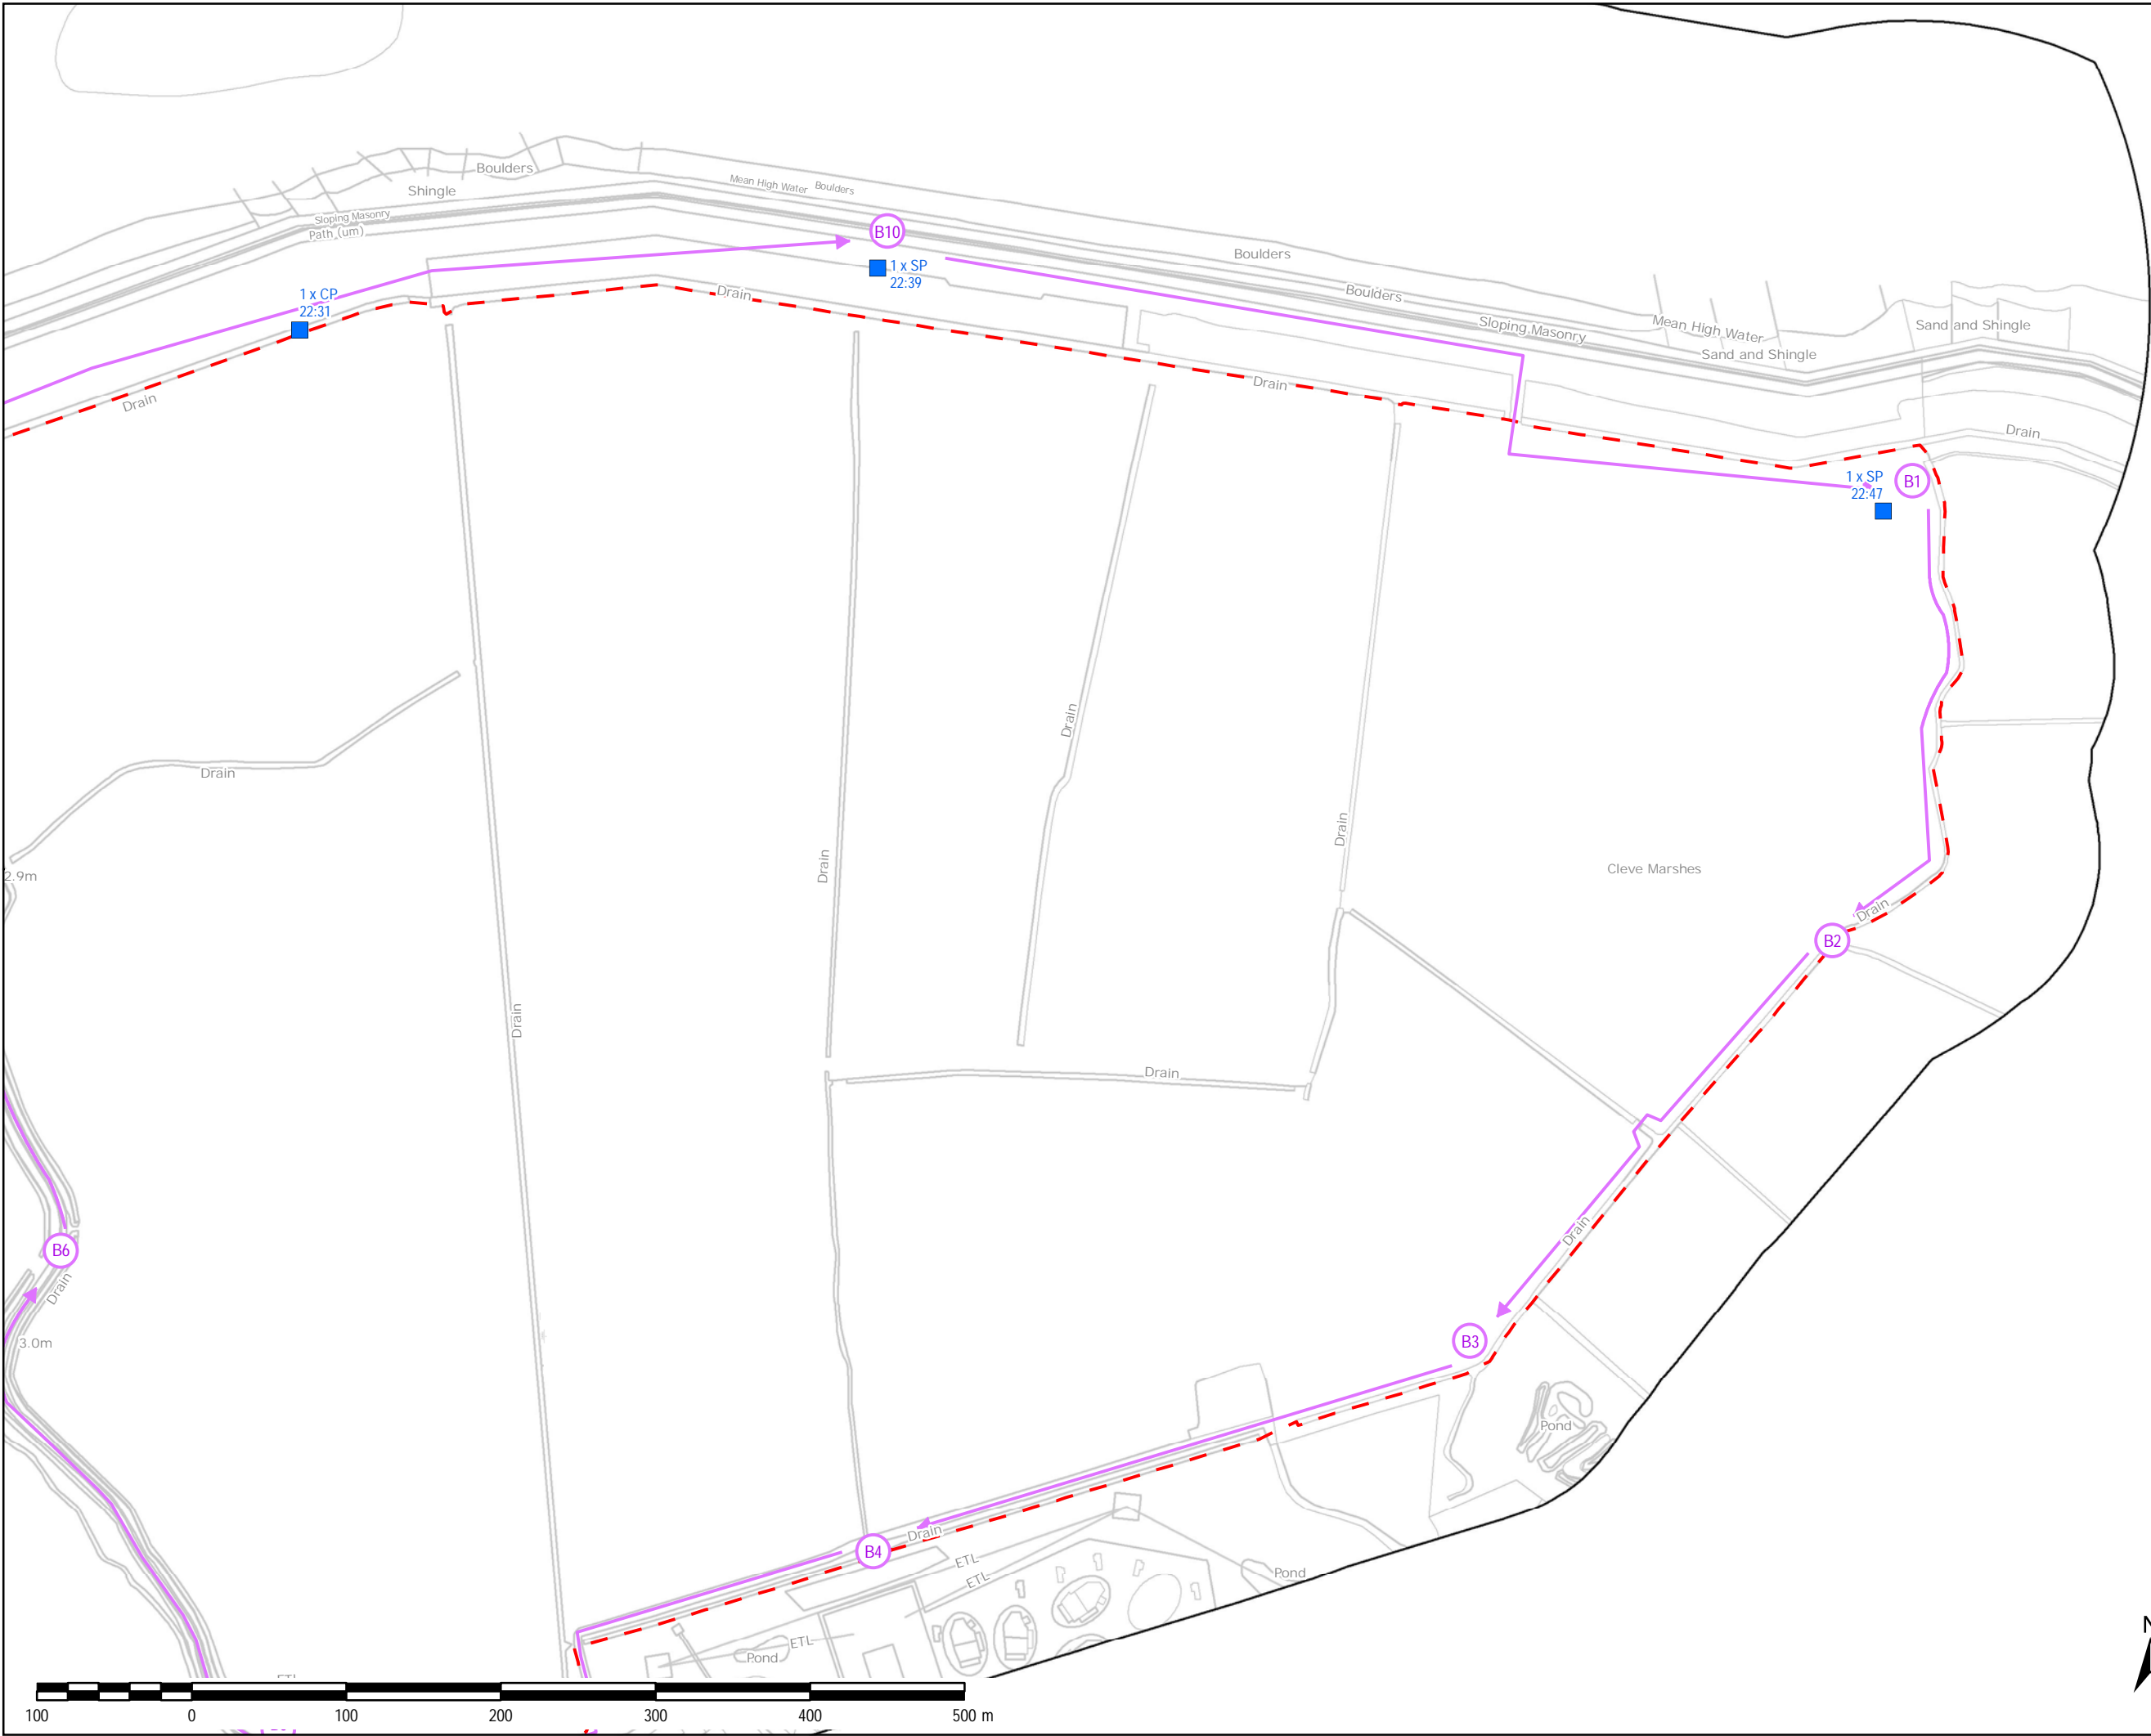 Boulders
Shingle
Mean High Water
Boulders
Sloping Masonry
Path (um)
B10
Boulders
1 x SP
22:39
1 x CP
22:31
Drain
Boulders
Sloping Masonry
Mean High Water
Sand and Shingle
Sand and Shingle
Drain
Drain
Drain
1 x SP
22:47
B1
Drain
Drain
Drain
Drain
2.9m
Cleve Marshes
Drain
B2
Drain
Drain
B6
Drain
Drain
3.0m
B3
Pond
Drain
B4
ETL
ETL
Pond
ETL
Pond
N
100 0 100 200 300 400 500 m